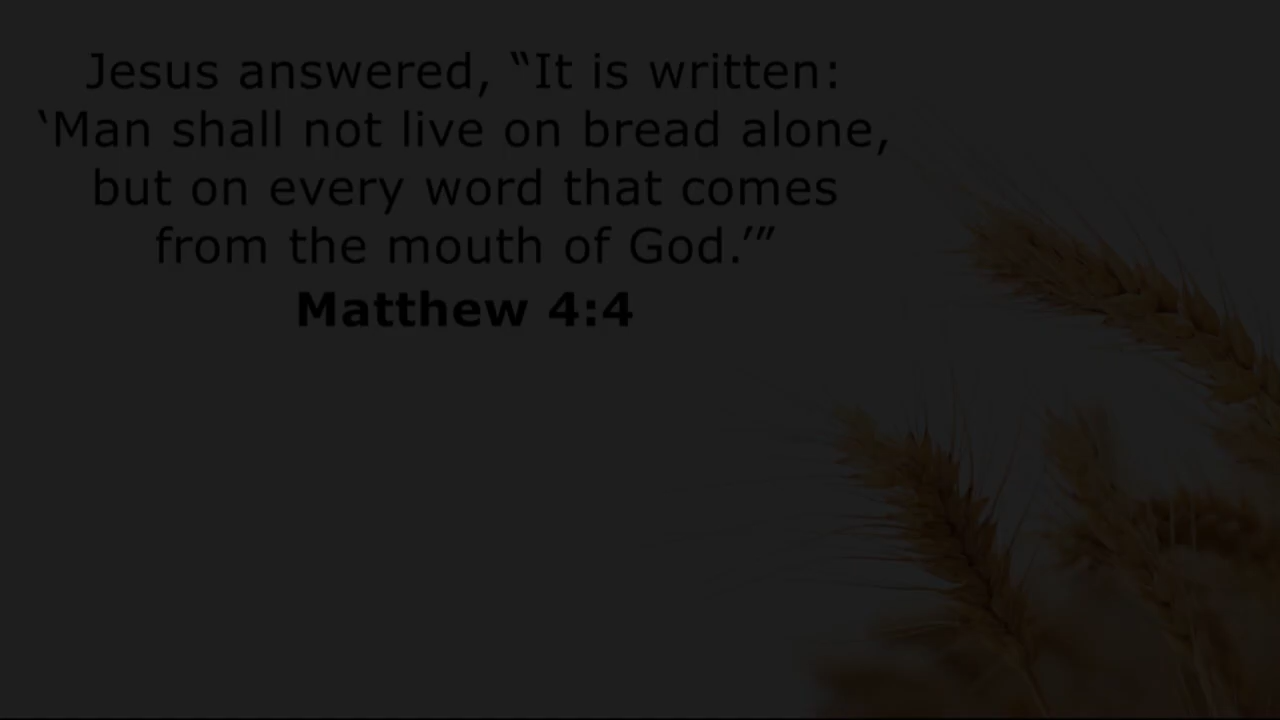 Jesus answered, “It is written:
‘Man shall not live on bread alone,
but on every word that comes
from the mouth of God.’”
Matthew 4:4